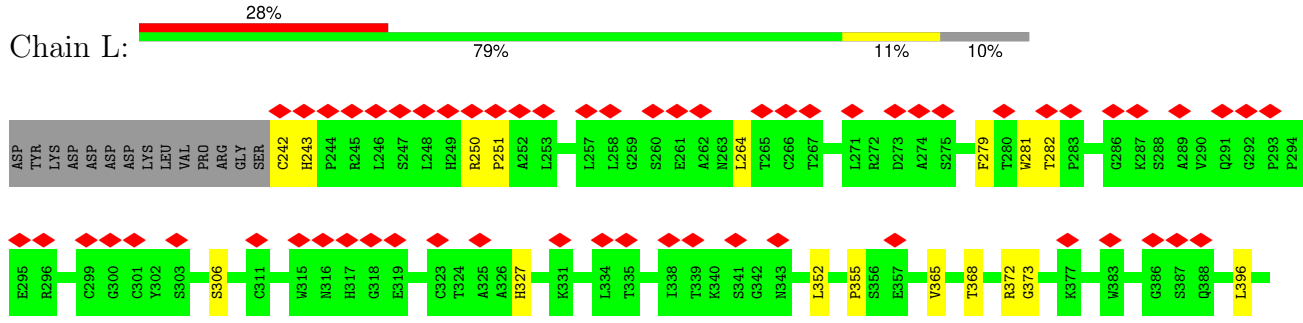 28%
Chain L:
79% 11% 10%
ASP TYR LYS ASP ASP ASP ASP LYS LEU VAL PRO ARG GLY SER C242 H243 P244 R245 L246 S247 L248 H249 R250 P251 A252 L253 L257 L258 G259 S260 E261 A262 N263 L264 T265 C266 T267 L271 R272 D273 A274 S275 F279 T280 W281 T282 P283 G286 K287 S288 A289 V290 Q291 G292 P293 P294
E295 R296 C299 G300 C301 Y302 S303 S306 C311 W315 N316 H317 G318 E319 C323 T324 A325 A326 H327 K331 L334 T335 I338 T339 K340 S341 G342 N343 L352 P355 S356 E357 V365 T368 R372 G373 K377 W383 G386 S387 Q388 L396